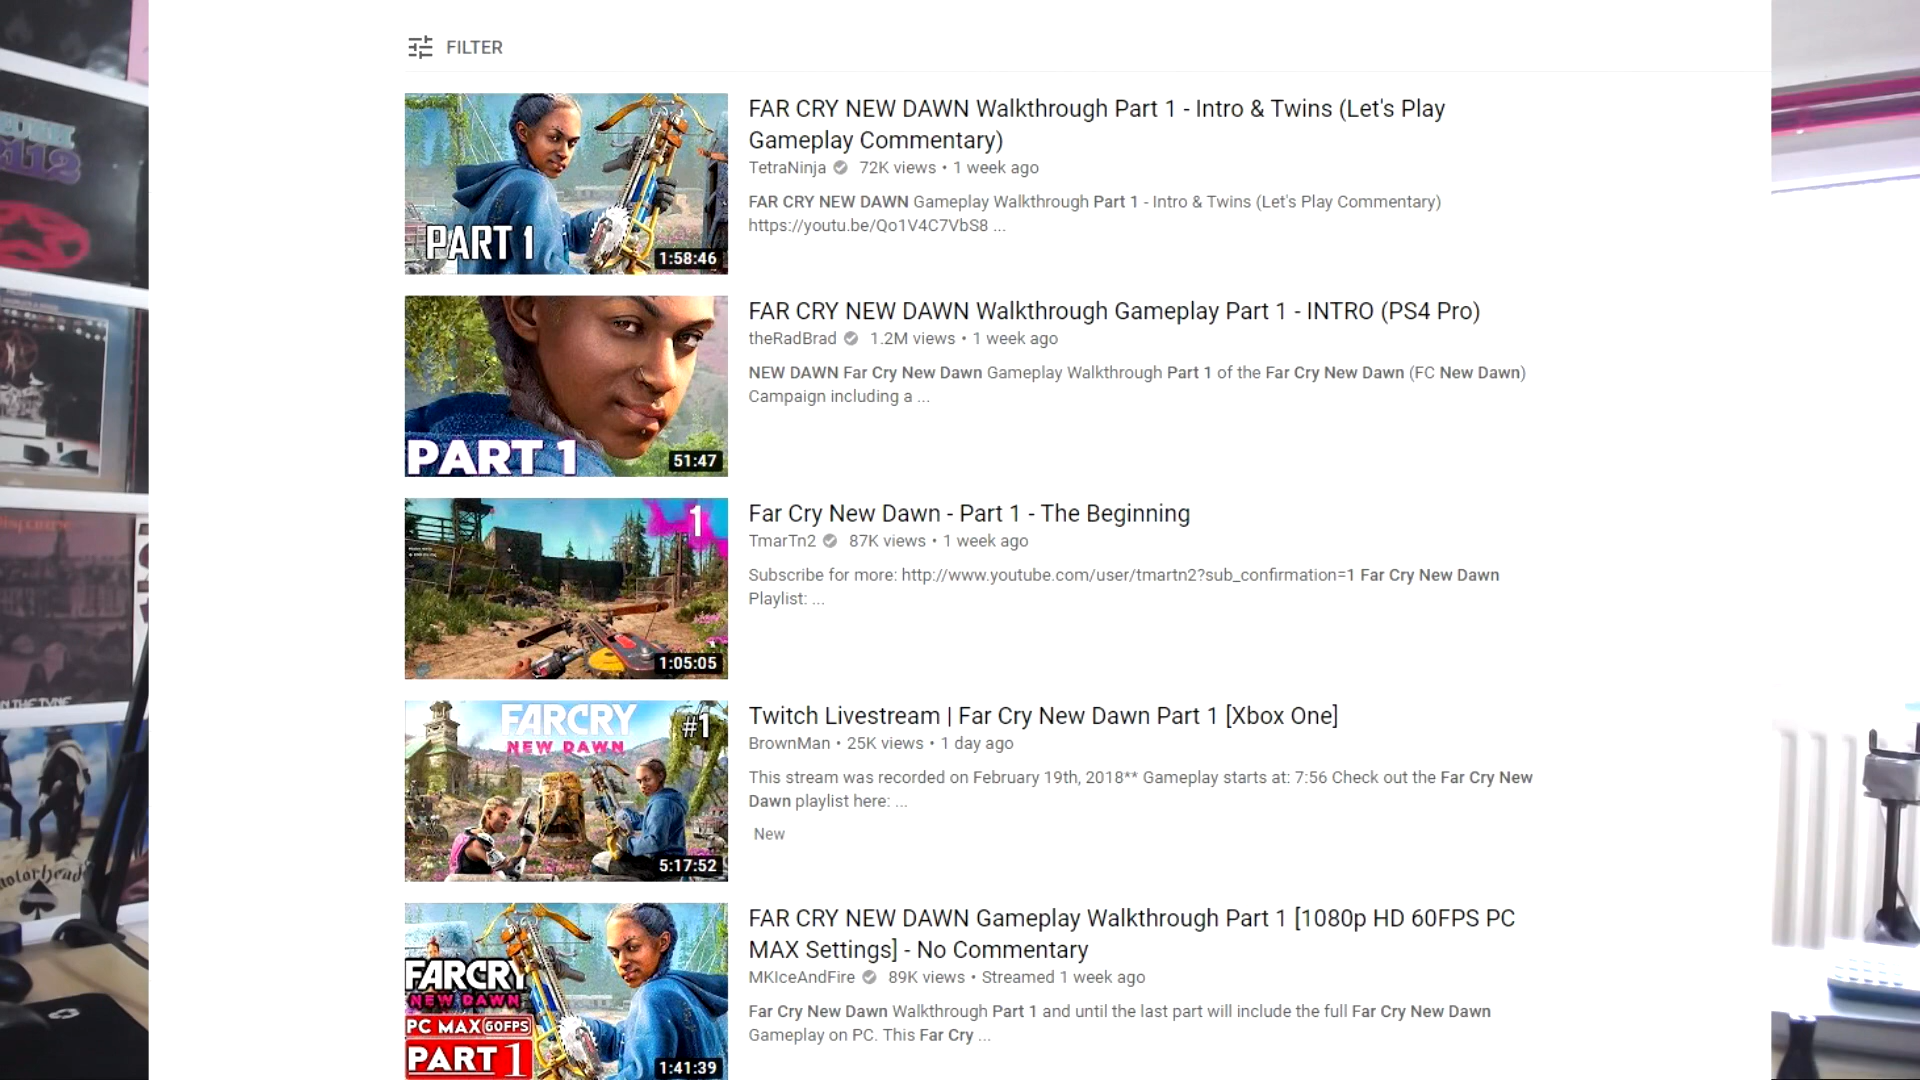 FILTER
FAR CRY NEW DAWN Walkthrough Part 1 - Intro & Twins (Let's Play
Gameplay Commentary)
TetraNinja 72K views • 1 week ago
FAR CRY NEW DAWN Gameplay Walkthrough Part 1 - Intro & Twins (Let's Play Commentary)
https://youtu.be/Qo1V4C7VbS8 ...
PART 1
1:58:46
FAR CRY NEW DAWN Walkthrough Gameplay Part 1 - INTRO (PS4 Pro)
theRadBrad 1.2M views • 1 week ago
NEW DAWN Far Cry New Dawn Gameplay Walkthrough Part 1 of the Far Cry New Dawn (FC New Dawn)
Campaign including a ...
PART 1
51:47
Far Cry New Dawn - Part 1 - The Beginning
TmarTn2 87K views • 1 week ago
Subscribe for more: http://www.youtube.com/user/tmartn2?sub_confirmation=1 Far Cry New Dawn
Playlist: ...
1
1:05:05
Twitch Livestream | Far Cry New Dawn Part 1 [Xbox One]
BrownMan • 25K views • 1 day ago
This stream was recorded on February 19th, 2018** Gameplay starts at: 7:56 Check out the Far Cry New
Dawn playlist here: ...
New
FARCRY
NEW DAWN
#1
5:17:52
FAR CRY NEW DAWN Gameplay Walkthrough Part 1 [1080p HD 60FPS PC
MAX Settings] - No Commentary
MKIceAndFire 89K views • Streamed 1 week ago
Far Cry New Dawn Walkthrough Part 1 and until the last part will include the full Far Cry New Dawn
Gameplay on PC. This Far Cry ...
FARCRY
NEW DAWN
PC MAX 60FPS
PART 1
1:41:39
2112
motorhead